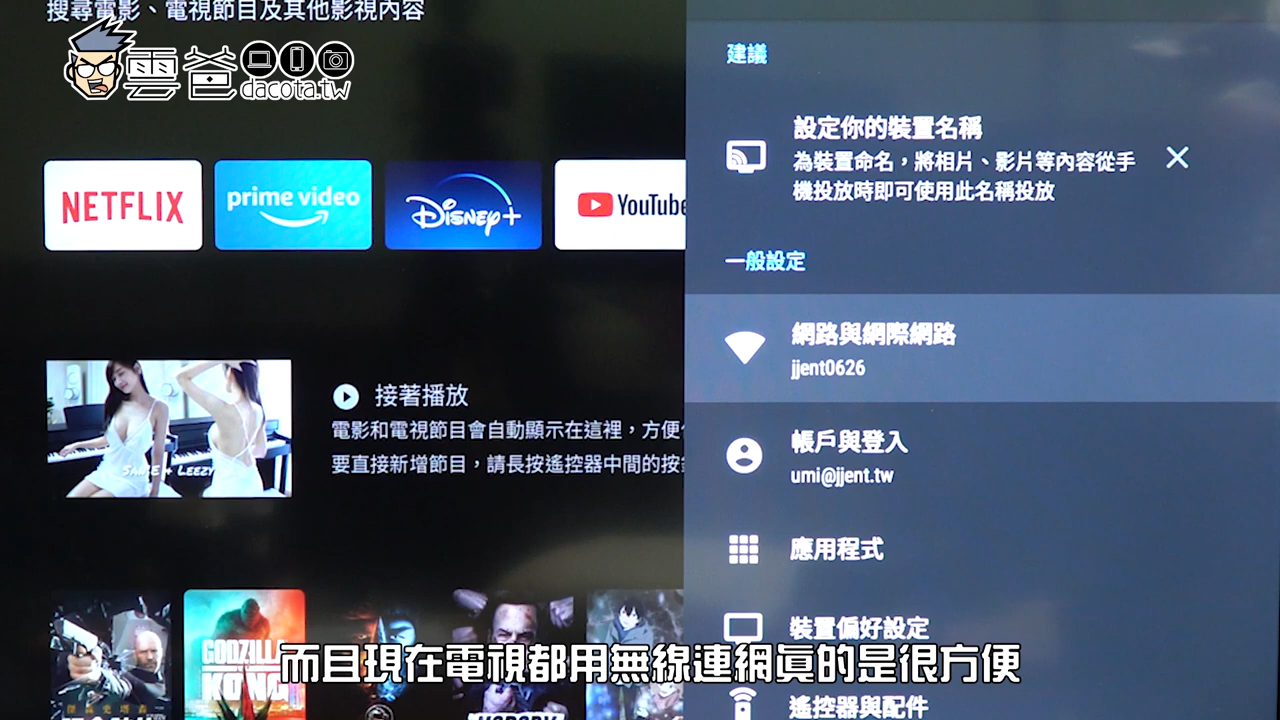 搜尋電影、電視節目及其他影視內容
雲爸
dacota.tw
NETFLIX
prime video
Disney+
YouTube
接著播放
電影和電視節目會自動顯示在這裡，方便
要直接新增節目，請長按遙控器中間的按
GODZILLA
KONG
建議
設定你的裝置名稱
為裝置命名，將相片、影片等內容從手
機投放時即可使用此名稱投放
一般設定
網路與網際網路
jjent0626
帳戶與登入
umi@jjent.tw
應用程式
裝置偏好設定
遙控器與配件
而且現在電視都用無線連網真的是很方便